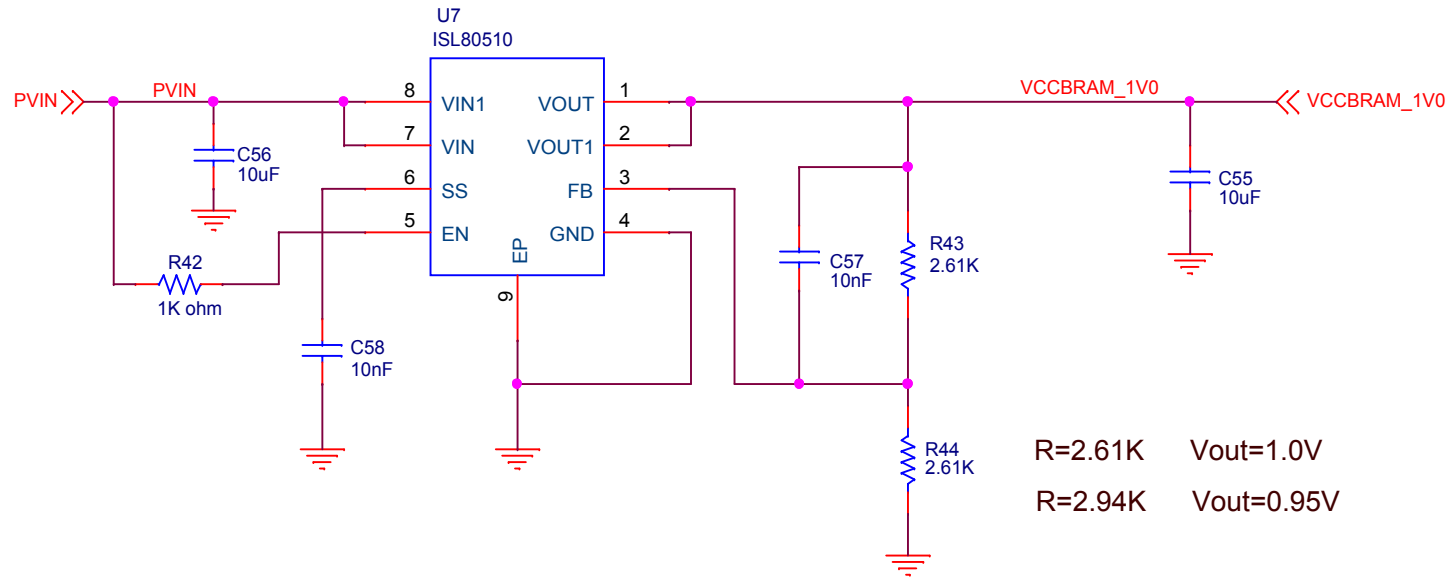 U7
ISL80510
PVIN
PVIN
8
VIN1
VOUT
1
VCCBRAM_1V0
VCCBRAM_1V0
7
VIN
VOUT1
2
C56
10uF
6
SS
FB
3
C55
10uF
5
EN
GND
4
EP
9
R42
1K ohm
C57
10nF
R43
2.61K
C58
10nF
R44
2.61K
R=2.61K Vout=1.0V
R=2.94K Vout=0.95V